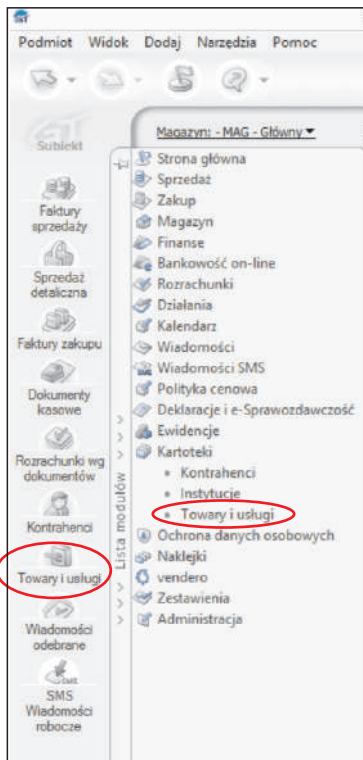 Podmiot Widok Dodaj Narzędzia Pomoc
Subiekt
Faktury
sprzedaży
Sprzedaż
detaliczna
Faktury zakupu
Dokumenty
kasowe
Rozrachunki wg
dokumentów
Kontrahenci
Towary i usługi
Wiadomości
odebrane
SMS
Wiadomości
robocze
Lista modułów
Magazyn: - MAG - Główny
Strona główna
Sprzedaż
Zakup
Magazyn
Finanse
Bankowość on-line
Rozrachunki
Działania
Kalendarz
Wiadomości
Wiadomości SMS
Polityka cenowa
Deklaracje i e-Sprawozdawczość
Ewidencje
Kartoteki
Kontrahenci
Instytucje
Towary i usługi
Ochrona danych osobowych
Naklejki
vendero
Zestawienia
Administracja